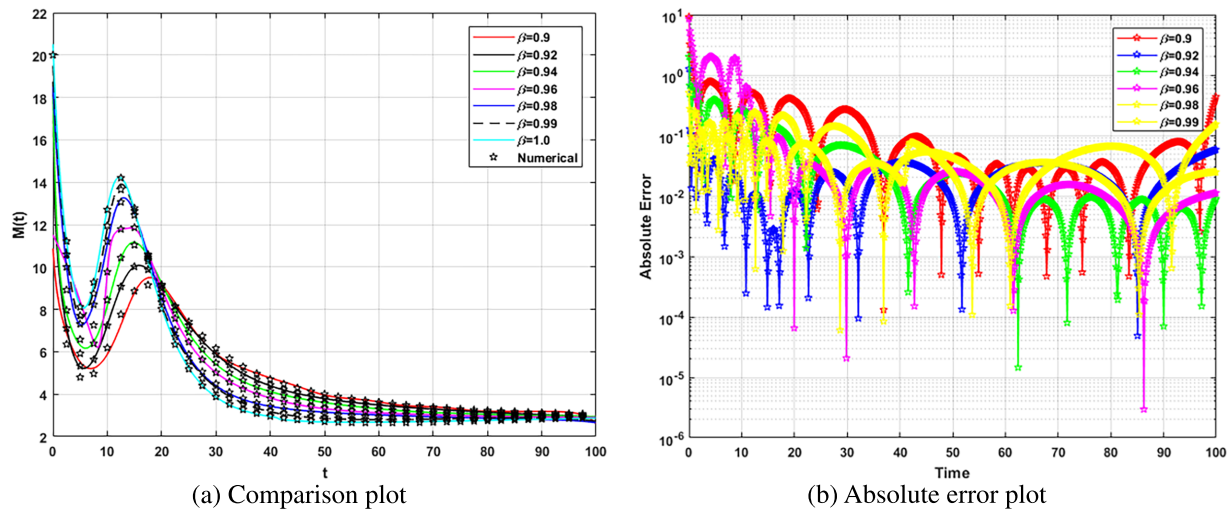 22
20
18
16
14
12
10
8
6
4
2
M(t)
0 10 20 30 40 50 60 70 80 90 100
t
β=0.9
β=0.92
β=0.94
β=0.96
β=0.98
β=0.99
β=1.0
Numerical
(a) Comparison plot
10^1
10^0
10^-1
10^-2
10^-3
10^-4
10^-5
10^-6
Absolute Error
0 10 20 30 40 50 60 70 80 90 100
Time
β=0.9
β=0.92
β=0.94
β=0.96
β=0.98
β=0.99
(b) Absolute error plot